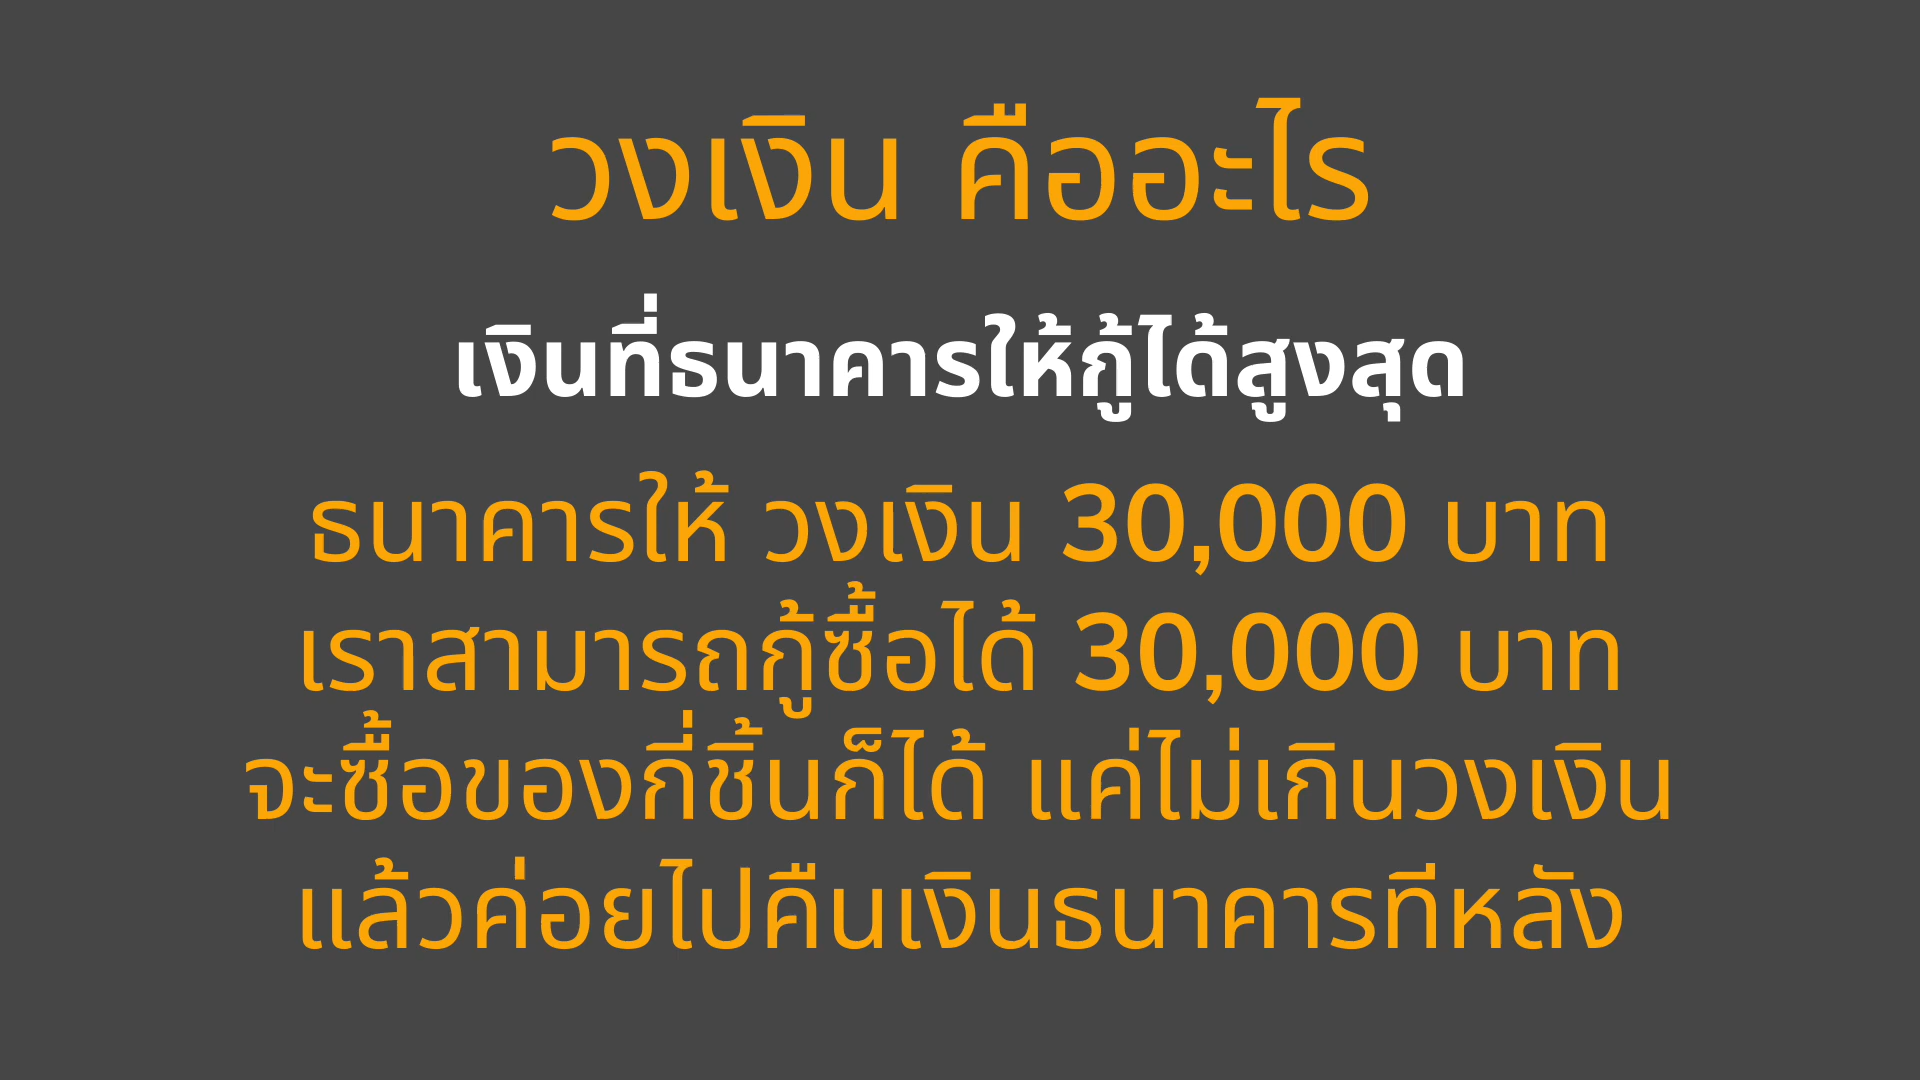 วงเงิน คืออะไร
เงินที่ธนาคารให้กู้ได้สูงสุด
ธนาคารให้ วงเงิน 30,000 บาท
เราสามารถกู้ซื้อได้ 30,000 บาท
จะซื้อของกี่ชิ้นก็ได้ แค่ไม่เกินวงเงิน
แล้วค่อยไปคืนเงินธนาคารทีหลัง